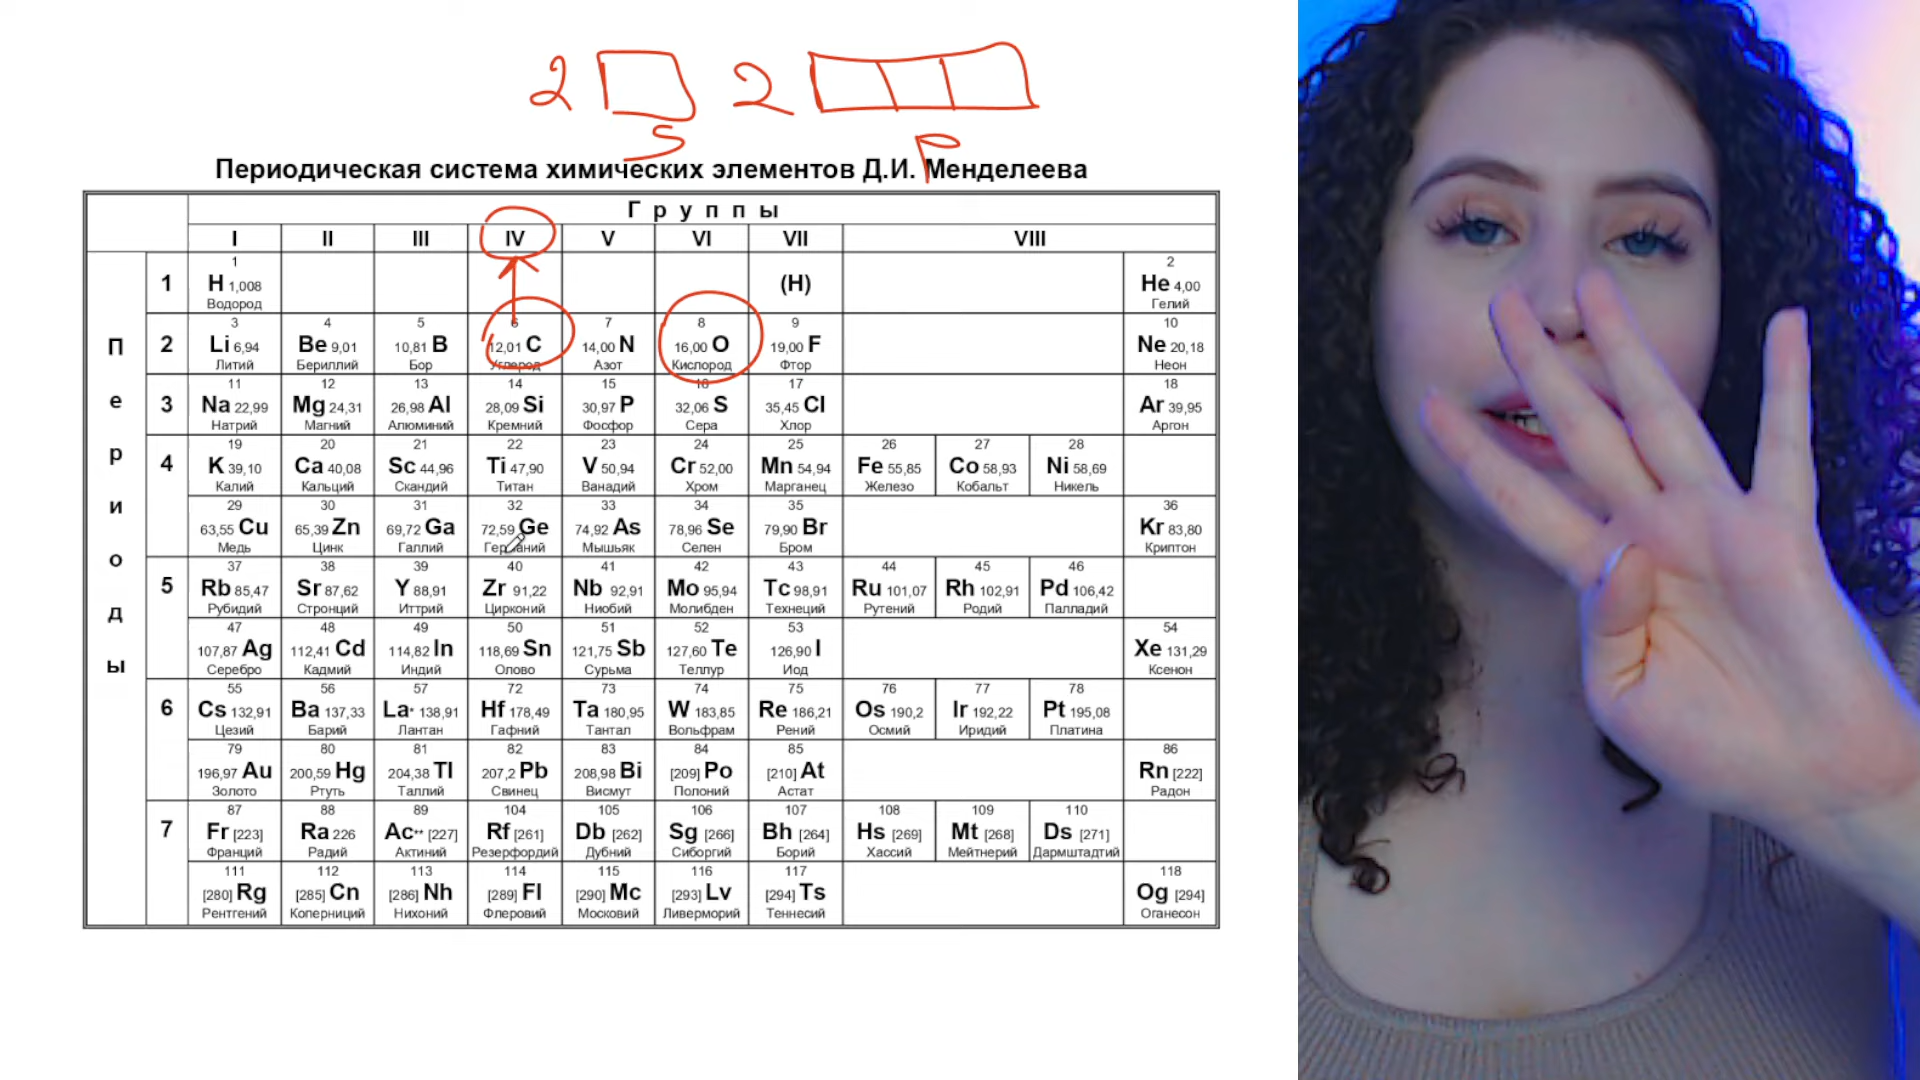 2 2
s p
Периодическая система химических элементов Д.И. Менделеева
Группы
I II III IV V VI VII VIII
Периоды
1 2
1 H 1,008 (H) He 4,00
Водород Гелий
3 4 5 6 7 8 9 10
2 Li 6,94 Be 9,01 10,81 B 12,01 C 14,00 N 16,00 O 19,00 F Ne 20,18
Литий Бериллий Бор Углерод Азот Кислород Фтор Неон
11 12 13 14 15 16 17 18
3 Na 22,99 Mg 24,31 26,98 Al 28,09 Si 30,97 P 32,06 S 35,45 Cl Ar 39,95
Натрий Магний Алюминий Кремний Фосфор Сера Хлор Аргон
19 20 21 22 23 24 25 26 27 28
4 K 39,10 Ca 40,08 Sc 44,96 Ti 47,90 V 50,94 Cr 52,00 Mn 54,94 Fe 55,85 Co 58,93 Ni 58,69
Калий Кальций Скандий Титан Ванадий Хром Марганец Железо Кобальт Никель
29 30 31 32 33 34 35 36
63,55 Cu 65,39 Zn 69,72 Ga 72,59 Ge 74,92 As 78,96 Se 79,90 Br Kr 83,80
Медь Цинк Галлий Германий Мышьяк Селен Бром Криптон
37 38 39 40 41 42 43 44 45 46
5 Rb 85,47 Sr 87,62 Y 88,91 Zr 91,22 Nb 92,91 Mo 95,94 Tc 98,91 Ru 101,07 Rh 102,91 Pd 106,42
Рубидий Стронций Иттрий Цирконий Ниобий Молибден Технеций Рутений Родий Палладий
47 48 49 50 51 52 53 54
107,87 Ag 112,41 Cd 114,82 In 118,69 Sn 121,75 Sb 127,60 Te 126,90 I Xe 131,29
Серебро Кадмий Индий Олово Сурьма Теллур Иод Ксенон
55 56 57 72 73 74 75 76 77 78
6 Cs 132,91 Ba 137,33 La* 138,91 Hf 178,49 Ta 180,95 W 183,85 Re 186,21 Os 190,2 Ir 192,22 Pt 195,08
Цезий Барий Лантан Гафний Тантал Вольфрам Рений Осмий Иридий Платина
79 80 81 82 83 84 85 86
196,97 Au 200,59 Hg 204,38 Tl 207,2 Pb 208,98 Bi [209] Po [210] At Rn [222]
Золото Ртуть Таллий Свинец Висмут Полоний Астат Радон
87 88 89 104 105 106 107 108 109 110
7 Fr [223] Ra 226 Ac** [227] Rf [261] Db [262] Sg [266] Bh [264] Hs [269] Mt [268] Ds [271]
Франций Радий Актиний Резерфордий Дубний Сиборгий Борий Хассий Мейтнерий Дармштадтий
111 112 113 114 115 116 117 118
[280] Rg [285] Cn [286] Nh [289] Fl [290] Mc [293] Lv [294] Ts Og [294]
Рентгений Коперниций Нихоний Флеровий Московий Ливерморий Теннесий Оганесон